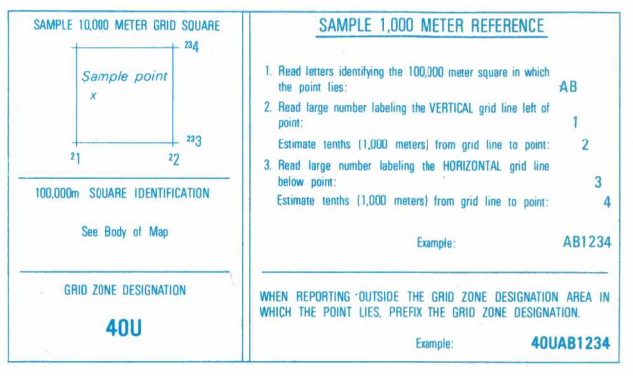 SAMPLE 10,000 METER GRID SQUARE
234
Sample point
x
233
21
22
100,000m SQUARE IDENTIFICATION
See Body of Map
GRID ZONE DESIGNATION
40U
SAMPLE 1,000 METER REFERENCE
1. Read letters identifying the 100,000 meter square in which
the point lies: AB
2. Read large number labeling the VERTICAL grid line left of
point: 1
Estimate tenths (1,000 meters) from grid line to point: 2
3. Read large number labeling the HORIZONTAL grid line
below point: 3
Estimate tenths (1,000 meters) from grid line to point: 4
Example: AB1234
WHEN REPORTING OUTSIDE THE GRID ZONE DESIGNATION AREA IN
WHICH THE POINT LIES, PREFIX THE GRID ZONE DESIGNATION.
Example: 40UAB1234